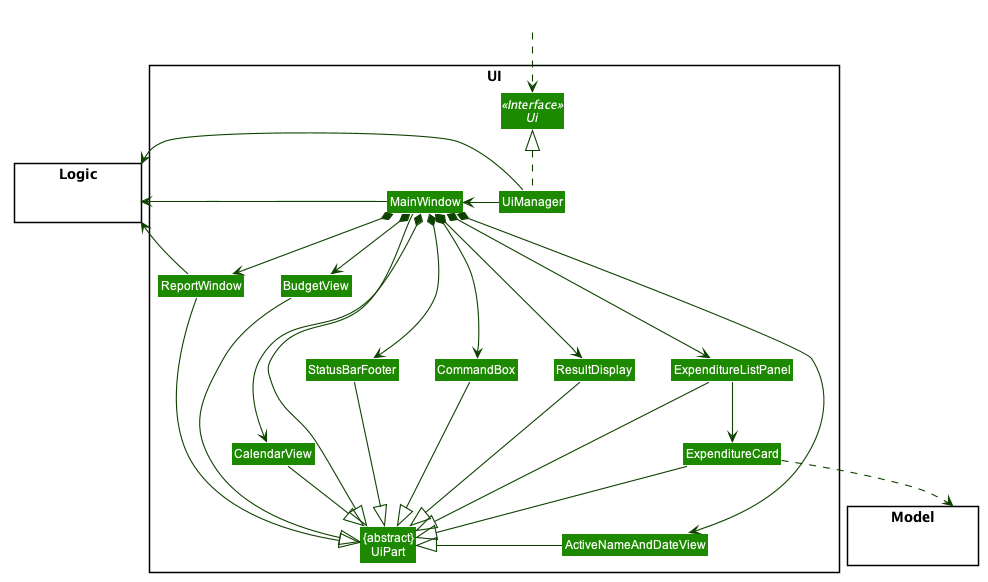 UI
«Interface»
Ui
Logic
MainWindow
UiManager
ReportWindow
BudgetView
StatusBarFooter
CommandBox
ResultDisplay
ExpenditureListPanel
CalendarView
ExpenditureCard
Model
{abstract}
UiPart
ActiveNameAndDateView